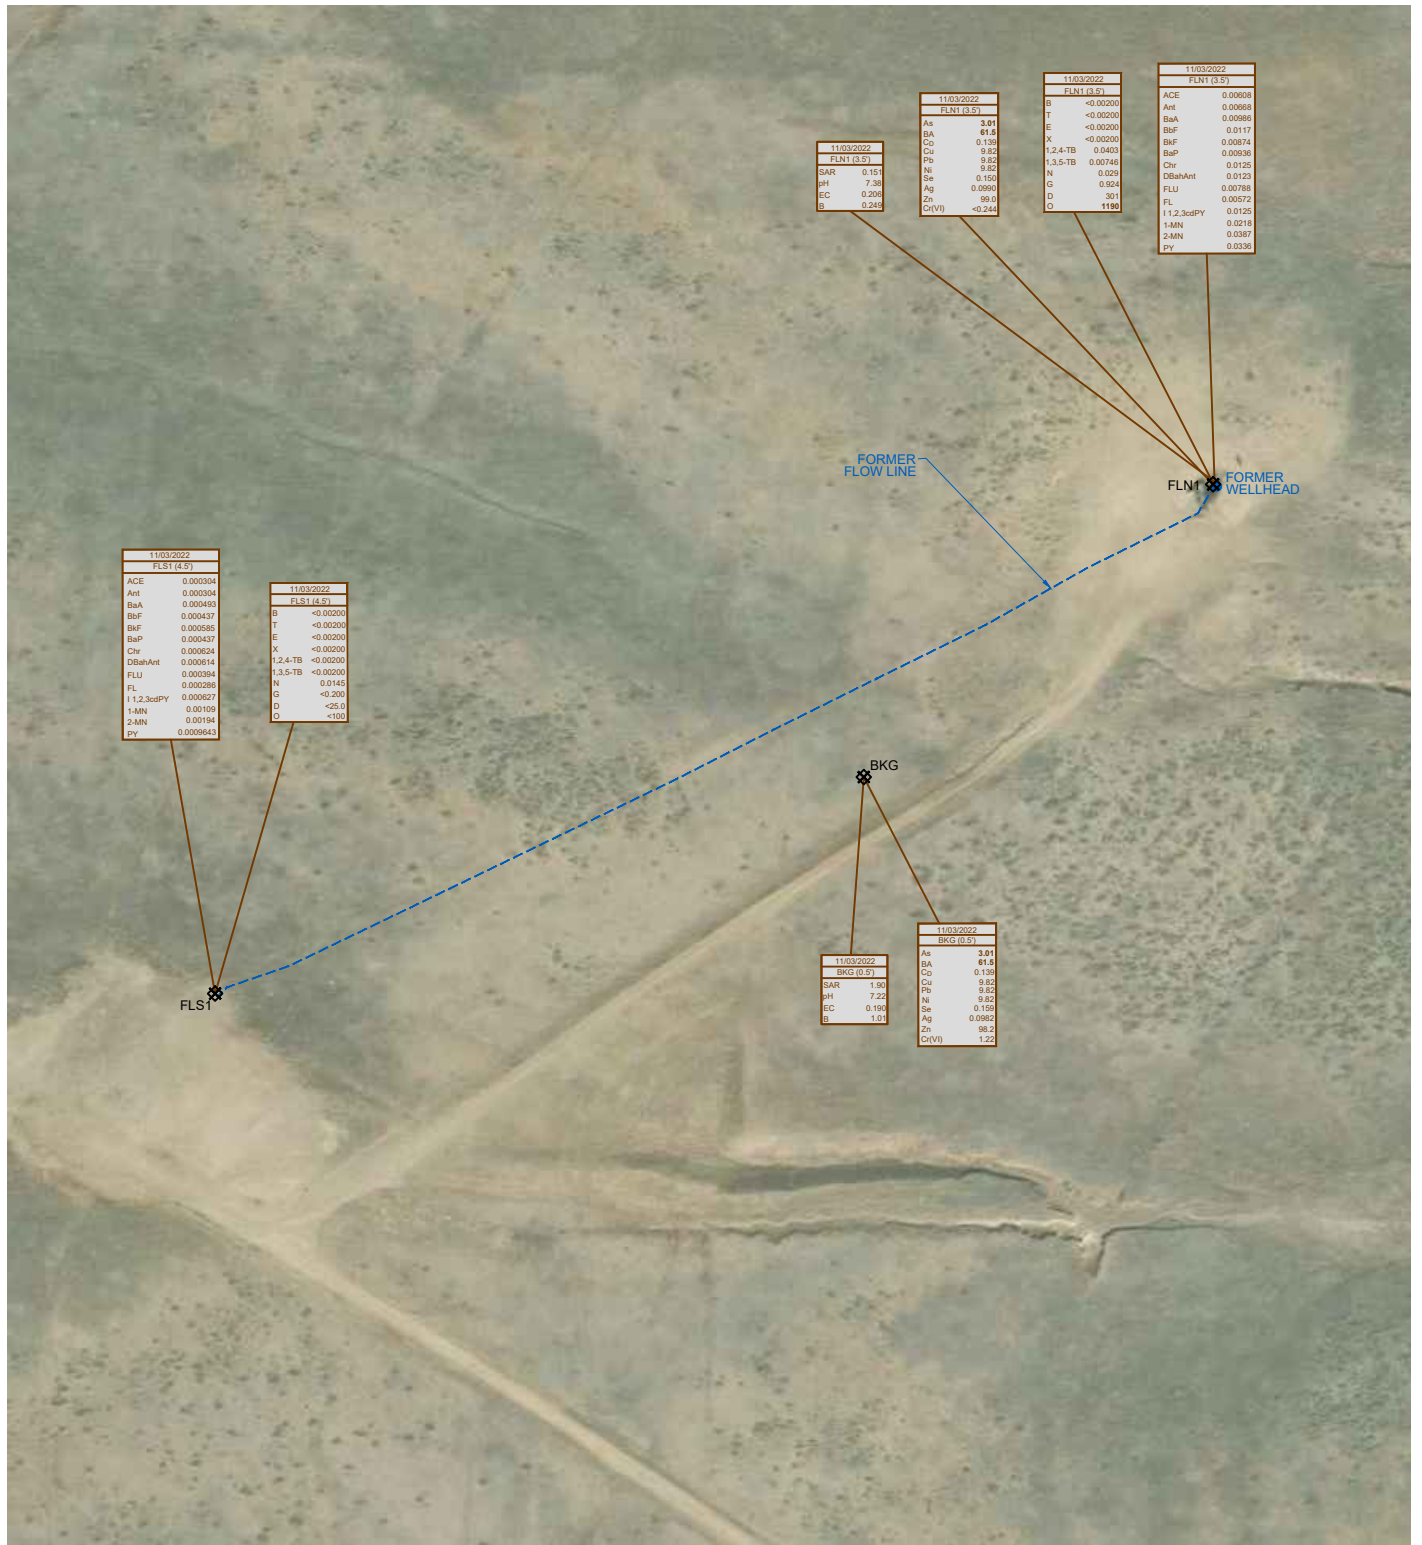 11/03/2022
FLN1 (3.5')
SAR 0.151
pH 7.38
EC 0.206
B 0.249
11/03/2022
FLN1 (3.5')
As 3.01
BA 61.5
CD 0.139
Cu 9.82
Pb 9.82
Ni 9.82
Se 0.150
Ag 0.0990
Zn 99.0
Cr(VI) <0.244
11/03/2022
FLN1 (3.5')
B <0.00200
T <0.00200
E <0.00200
X <0.00200
1,2,4-TB 0.0403
1,3,5-TB 0.00746
N 0.029
G 0.924
D 301
O 1190
11/03/2022
FLN1 (3.5')
ACE 0.00608
Ant 0.00668
BaA 0.00986
BbF 0.0117
BkF 0.00874
BaP 0.00936
Chr 0.0125
DBahAnt 0.0123
FLU 0.00788
FL 0.00572
I 1,2,3cdPY 0.0125
1-MN 0.0218
2-MN 0.0387
PY 0.0336
FORMER
FLOW LINE
FLN1
FORMER
WELLHEAD
11/03/2022
FLS1 (4.5')
ACE 0.000304
Ant 0.000304
BaA 0.000493
BbF 0.000437
BkF 0.000585
BaP 0.000437
Chr 0.000624
DBahAnt 0.000614
FLU 0.000394
FL 0.000286
I 1,2,3cdPY 0.000627
1-MN 0.00109
2-MN 0.00194
PY 0.0009643
11/03/2022
FLS1 (4.5')
B <0.00200
T <0.00200
E <0.00200
X <0.00200
1,2,4-TB <0.00200
1,3,5-TB <0.00200
N 0.0145
G <0.200
D <25.0
O <100
BKG
FLS1
11/03/2022
BKG (0.5')
SAR 1.90
pH 7.22
EC 0.190
B 1.01
11/03/2022
BKG (0.5')
As 3.01
BA 61.5
CD 0.139
Cu 9.82
Pb 9.82
Ni 9.82
Se 0.159
Ag 0.0982
Zn 98.2
Cr(VI) 1.22